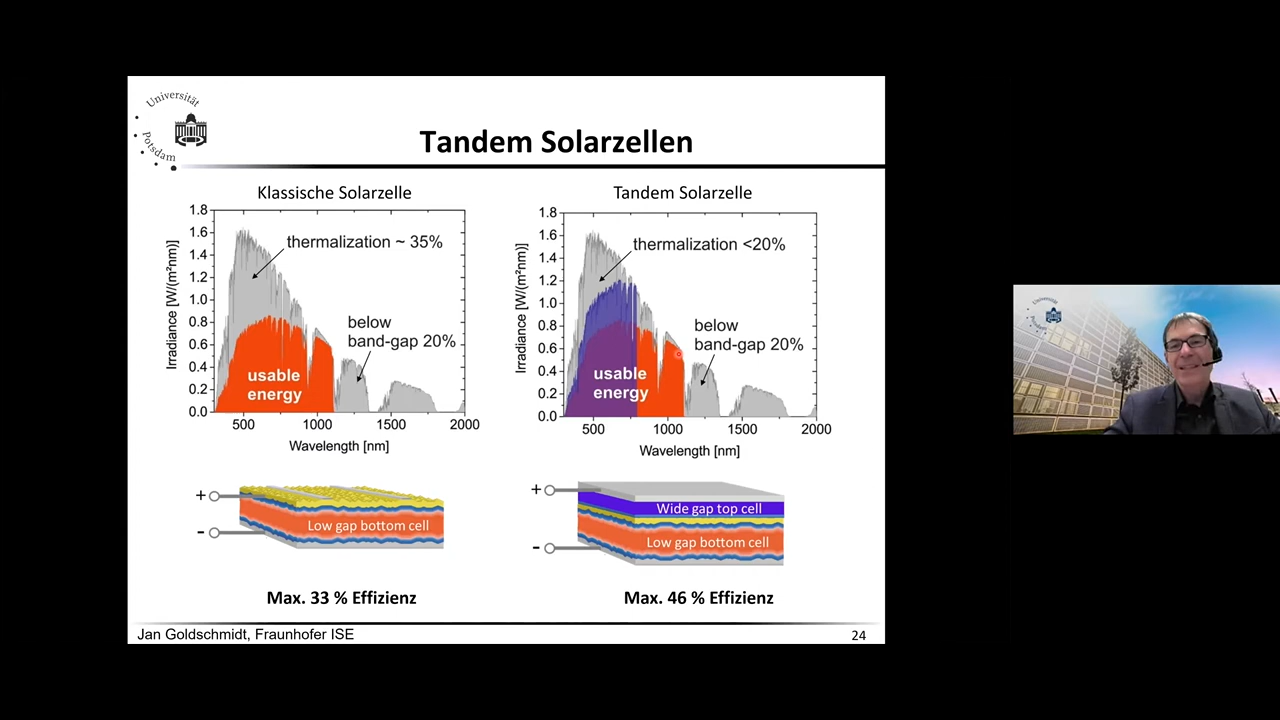 Universität
Potsdam
Tandem Solarzellen
Klassische Solarzelle
1.8
1.6
1.4
1.2
1.0
0.8
0.6
0.4
0.2
0.0
Irradiance [W/(m²nm)]
thermalization ~ 35%
below
band-gap 20%
usable
energy
500
1000
1500
2000
Wavelength [nm]
+
-
Low gap bottom cell
Max. 33 % Effizienz
Tandem Solarzelle
1.8
1.6
1.4
1.2
1.0
0.8
0.6
0.4
0.2
0.0
Irradiance [W/(m²nm)]
thermalization <20%
below
band-gap 20%
usable
energy
500
1000
1500
2000
Wavelength [nm]
+
-
Wide gap top cell
Low gap bottom cell
Max. 46 % Effizienz
Jan Goldschmidt, Fraunhofer ISE
24
Universität